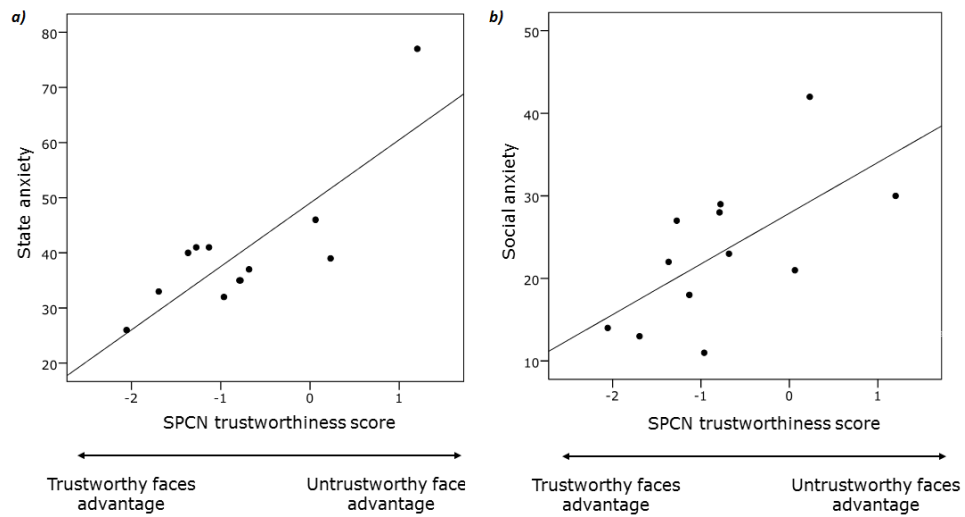 a)
80
70
60
50
40
30
20
State anxiety
-2 -1 0 1
SPCN trustworthiness score
Trustworthy faces
advantage
Untrustworthy face
advantage
b)
50
40
30
20
10
Social anxiety
-2 -1 0 1
SPCN trustworthiness score
Trustworthy faces
advantage
Untrustworthy faces
advantage